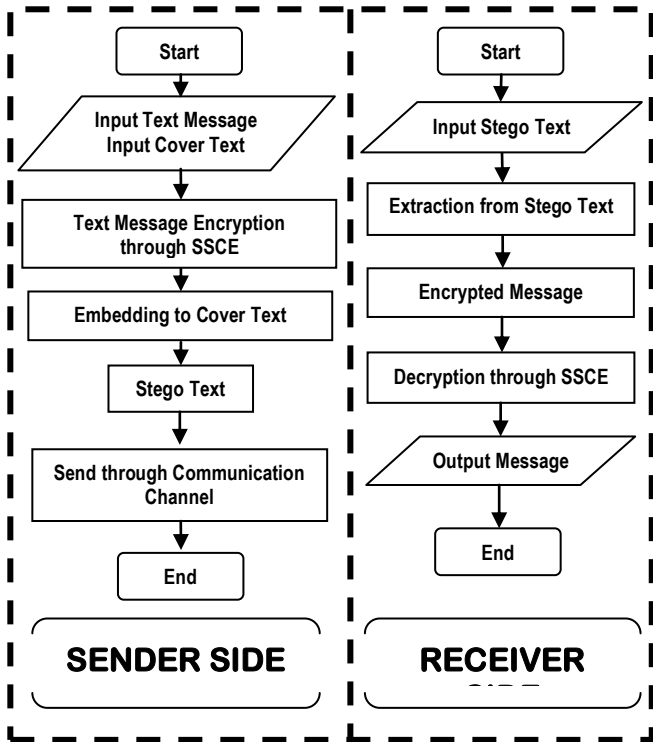 Start
Input Text Message
Input Cover Text
Text Message Encryption
through SSCE
Embedding to Cover Text
Stego Text
Send through Communication
Channel
End
SENDER SIDE
Start
Input Stego Text
Extraction from Stego Text
Encrypted Message
Decryption through SSCE
Output Message
End
RECEIVER